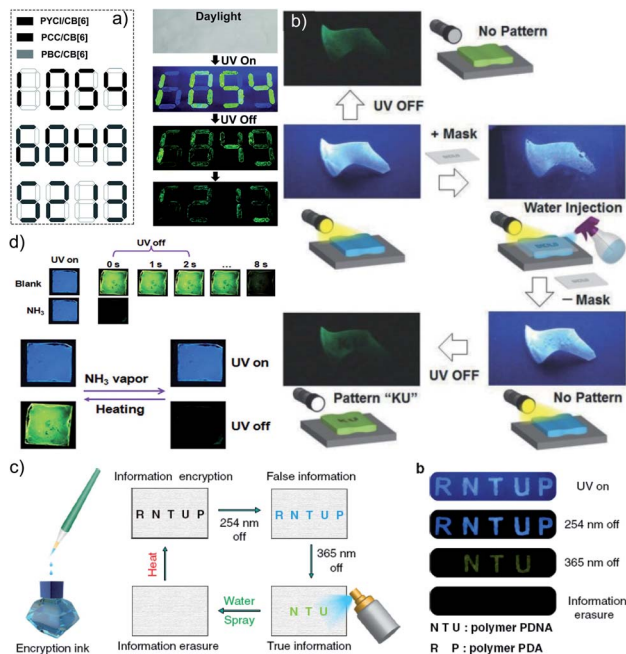 a)
PYCl/CB[6]
PCC/CB[6]
PBC/CB[6]
1054
6849
5213
Daylight
UV On
1054
UV Off
6849
5213
b)
No Pattern
UV OFF
+ Mask
Water Injection
– Mask
No Pattern
UV OFF
Pattern “KU”
KU
d)
UV off
UV on
0 s
1 s
2 s
...
8 s
Blank
NH₃
NH₃ vapor
Heating
UV on
UV off
c)
Information encryption
False information
R N T U P
254 nm
off
R N T U P
365 nm
off
Heat
Water
Spray
N T U
Encryption ink
Information erasure
True information
b
R N T U P
UV on
R N T U P
254 nm off
N T U
365 nm off
Information
erasure
N T U : polymer PDNA
R P : polymer PDA